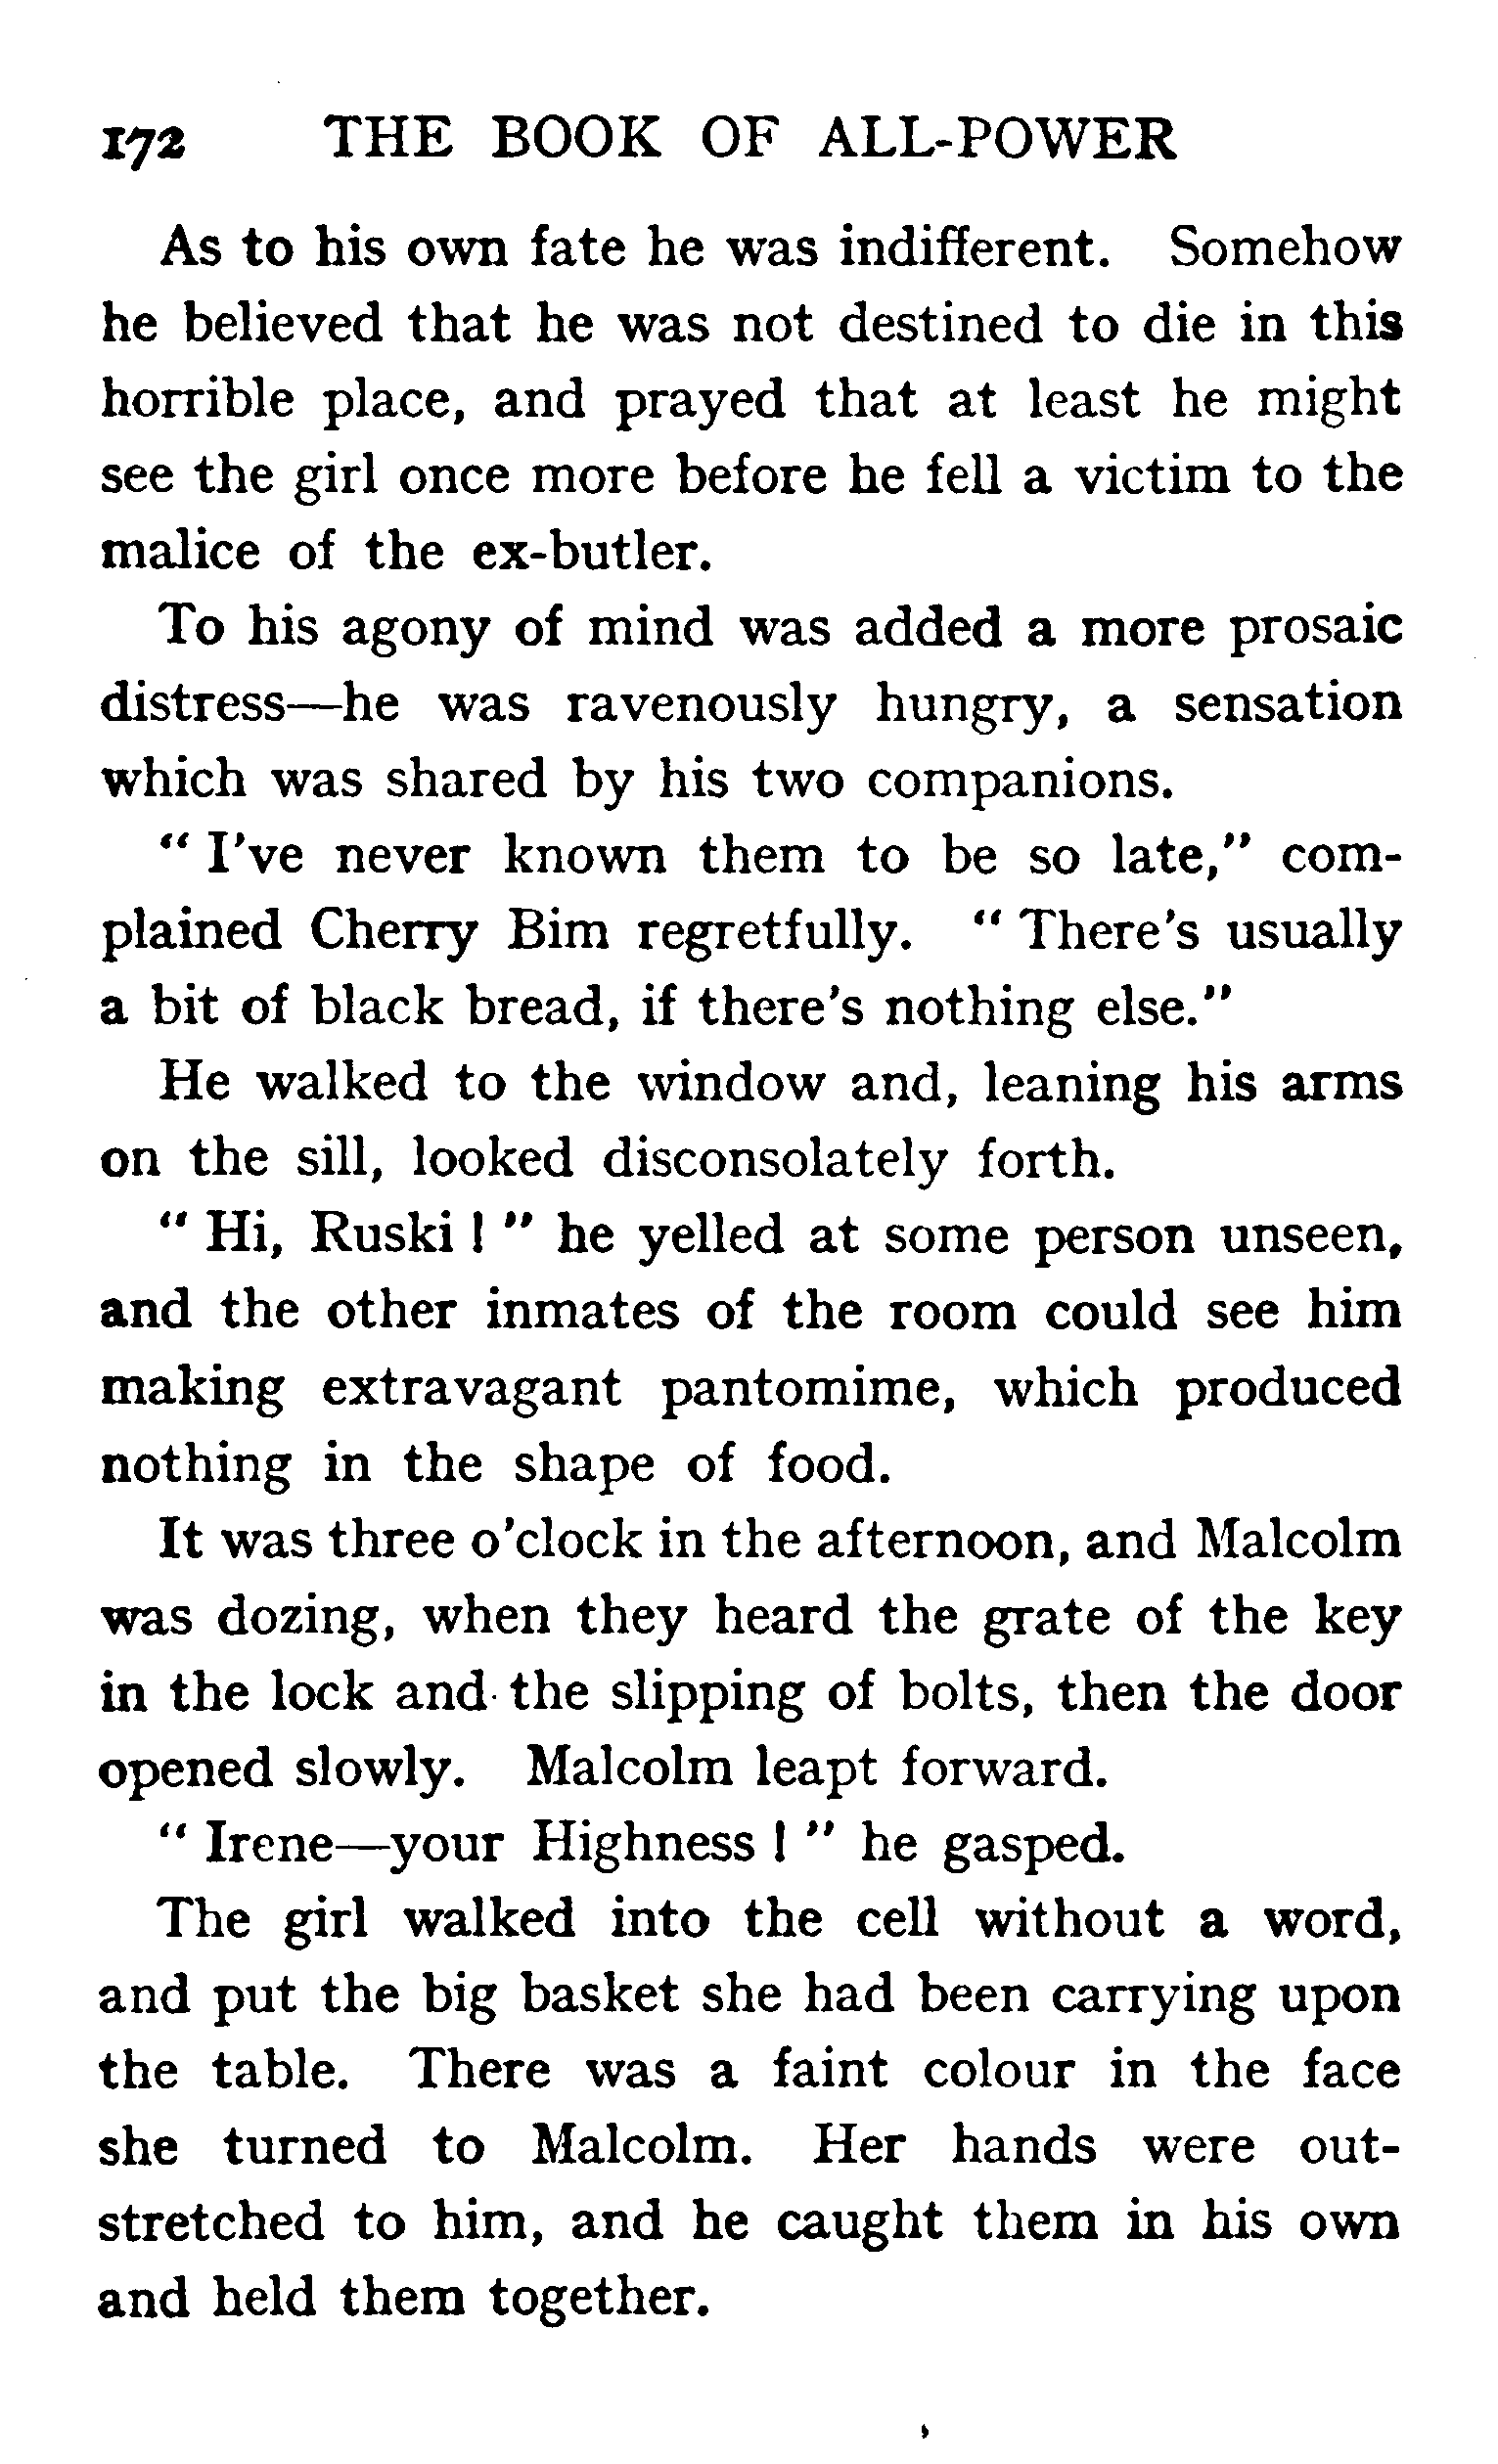 172 THE BOOK OF ALL-POWER
As to his own fate he was indifferent. Somehow
he believed that he was not destined to die in this
horrible place, and prayed that at least he might
see the girl once more before he fell a victim to the
malice of the ex-butler.
To his agony of mind was added a more prosaic
distress—he was ravenously hungry, a sensation
which was shared by his two companions.
“ I've never known them to be so late,” com-
plained Cherry Bim regretfully. “ There's usually
a bit of black bread, if there's nothing else.”
He walked to the window and, leaning his arms
on the sill, looked disconsolately forth.
“ Hi, Ruski ! ” he yelled at some person unseen,
and the other inmates of the room could see him
making extravagant pantomime, which produced
nothing in the shape of food.
It was three o'clock in the afternoon, and Malcolm
was dozing, when they heard the grate of the key
in the lock and the slipping of bolts, then the door
opened slowly. Malcolm leapt forward.
“ Irene—your Highness ! ” he gasped.
The girl walked into the cell without a word,
and put the big basket she had been carrying upon
the table. There was a faint colour in the face
she turned to Malcolm. Her hands were out-
stretched to him, and he caught them in his own
and held them together.